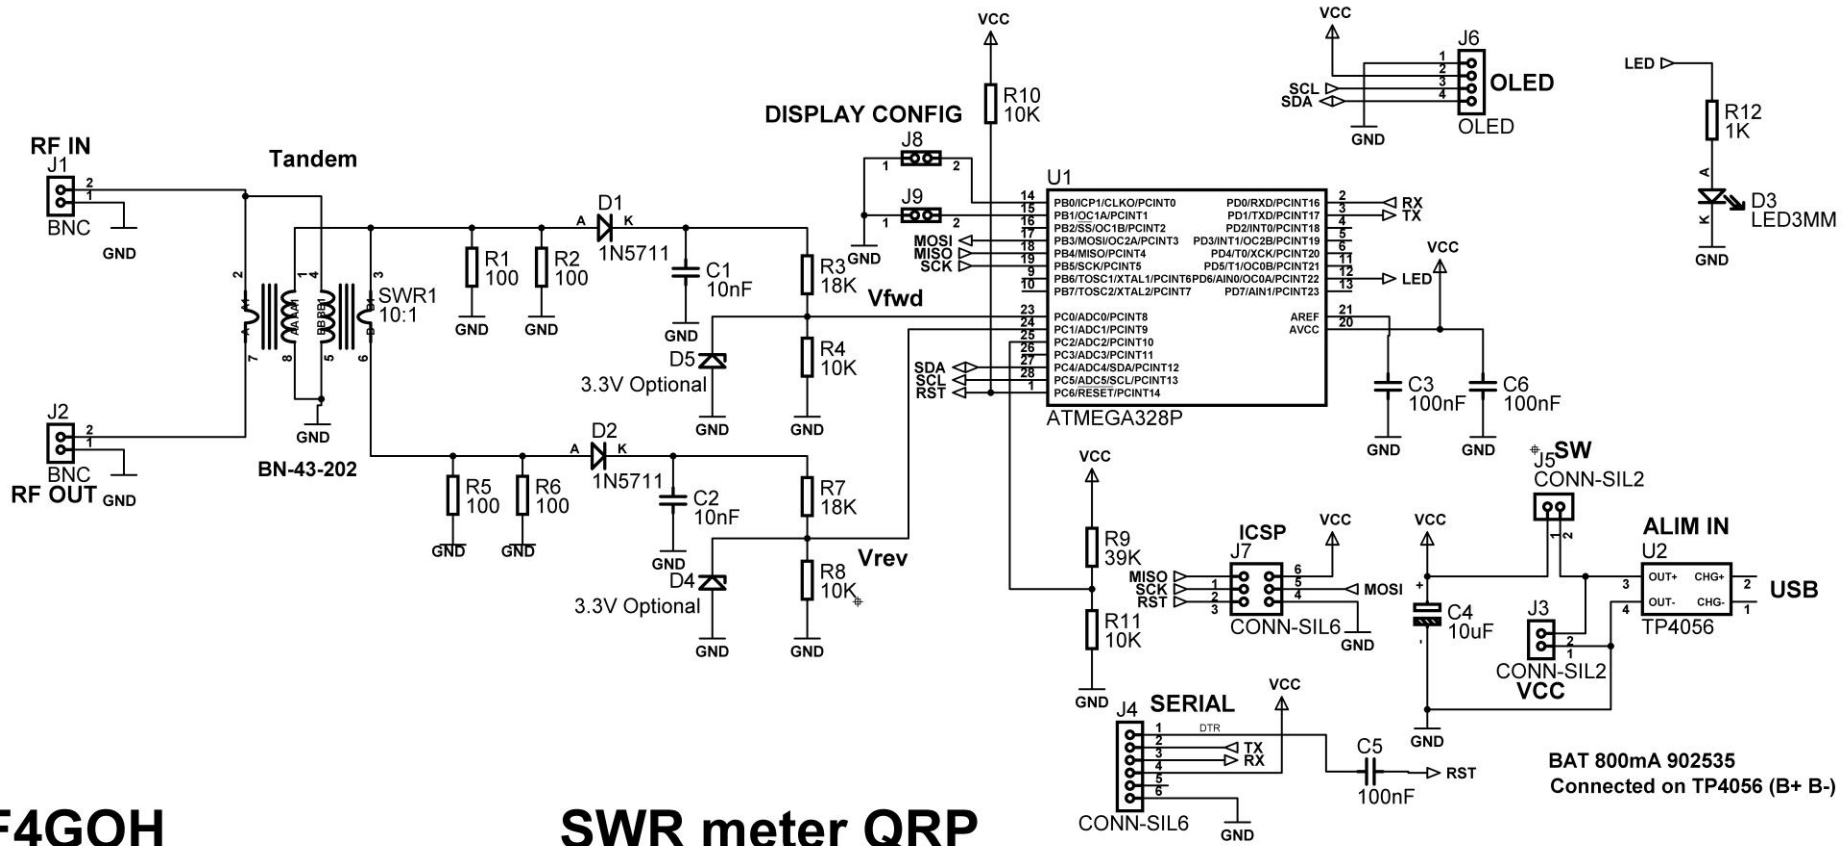 RF IN
J1
2
1
BNC
GND
Tandem
2
1
4
3
SWR1
10:1
7
8
5
6
GND
BN-43-202
J2
2
1
BNC
RF OUT
GND
A
D1
K
1N5711
R1
100
GND
R2
100
GND
C1
10nF
GND
R3
18K
Vfwd
D5
3.3V Optional
GND
R4
10K
GND
A
D2
K
1N5711
R5
100
GND
R6
100
GND
C2
10nF
GND
R7
18K
Vrev
D4
3.3V Optional
GND
R8
10K
GND
DISPLAY CONFIG
J8
1
2
J9
1
2
GND
VCC
R10
10K
U1
14 PB0/ICP1/CLKO/PCINT0
15 PB1/OC1A/PCINT1
16 PB2/SS/OC1B/PCINT2
MOSI 17 PB3/MOSI/OC2A/PCINT3
MISO 18 PB4/MISO/PCINT4
SCK 19 PB5/SCK/PCINT5
9 PB6/TOSC1/XTAL1/PCINT6
10 PB7/TOSC2/XTAL2/PCINT7
23 PC0/ADC0/PCINT8
24 PC1/ADC1/PCINT9
25 PC2/ADC2/PCINT10
26 PC3/ADC3/PCINT11
SDA 27 PC4/ADC4/SDA/PCINT12
SCL 28 PC5/ADC5/SCL/PCINT13
RST 1 PC6/RESET/PCINT14
PD0/RXD/PCINT16 2 RX
PD1/TXD/PCINT17 3 TX
PD2/INT0/PCINT18 4
PD3/INT1/OC2B/PCINT19 5
PD4/T0/XCK/PCINT20 6
PD5/T1/OC0B/PCINT21 11
PD6/AIN0/OC0A/PCINT22 12 LED
PD7/AIN1/PCINT23 13
AREF 21
AVCC 20
ATMEGA328P
VCC
C3
100nF
GND
C6
100nF
GND
VCC
J6
1
2
SCL 3
SDA 4
OLED
OLED
GND
LED
R12
1K
A
D3
LED3MM
K
GND
VCC
R9
39K
R11
10K
GND
ICSP
J7
VCC
MISO 1
SCK 2
RST 3
6
5 MOSI
4
CONN-SIL6
GND
SW
J5
CONN-SIL2
1
2
VCC
+
C4
10uF
-
GND
ALIM IN
U2
3 OUT+ CHG+ 2
4 OUT- CHG- 1
TP4056
USB
J3
2
1
CONN-SIL2
VCC
SERIAL
J4
VCC
1 DTR
2 TX
3 RX
4
5
6
CONN-SIL6
GND
C5
100nF
RST
BAT 800mA 902535
Connected on TP4056 (B+ B-)
F4GOH
SWR meter QRP